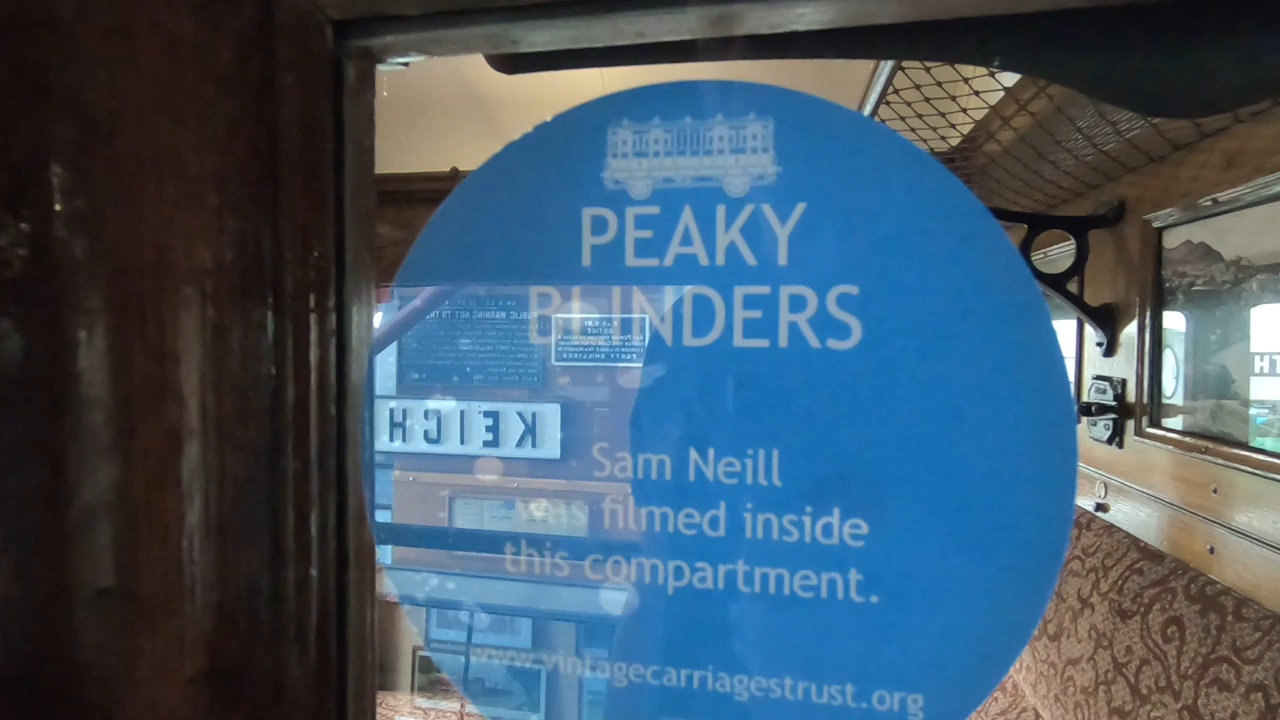 PEAKY
BLINDERS
PUBLIC WARNING NOT TO
NOTICE
FORTY SHILLINGS
KEIGH
Sam Neill
was filmed inside
this compartment.
www.vintagecarriagestrust.org